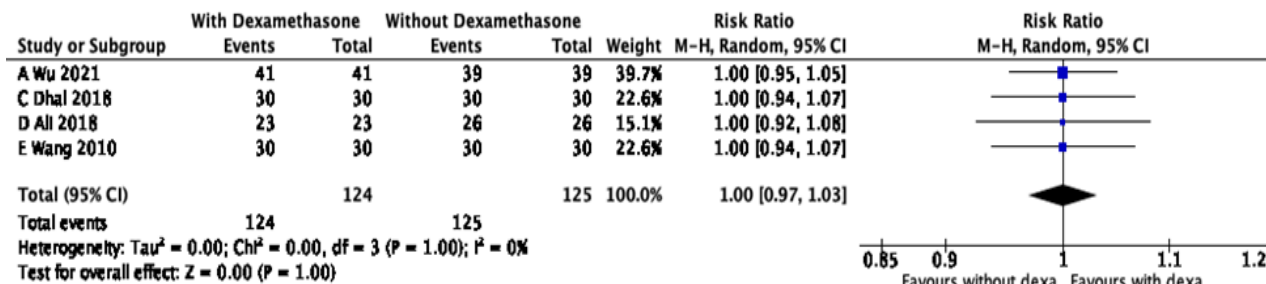 With Dexamethasone Without Dexamethasone Risk Ratio Risk Ratio
Study or Subgroup Events Total Events Total Weight M-H, Random, 95% CI M-H, Random, 95% CI
A Wu 2021 41 41 39 39 39.7% 1.00 [0.95, 1.05]
C Dhal 2018 30 30 30 30 22.6% 1.00 [0.94, 1.07]
D Ali 2018 23 23 26 26 15.1% 1.00 [0.92, 1.08]
E Wang 2010 30 30 30 30 22.6% 1.00 [0.94, 1.07]
Total (95% CI) 124 125 100.0% 1.00 [0.97, 1.03]
Total events 124 125
Heterogeneity: Tau² = 0.00; Chi² = 0.00, df = 3 (P = 1.00); I² = 0%
Test for overall effect: Z = 0.00 (P = 1.00)
0.85 0.9 1 1.1 1.2
Favours without dexa Favours with dexa